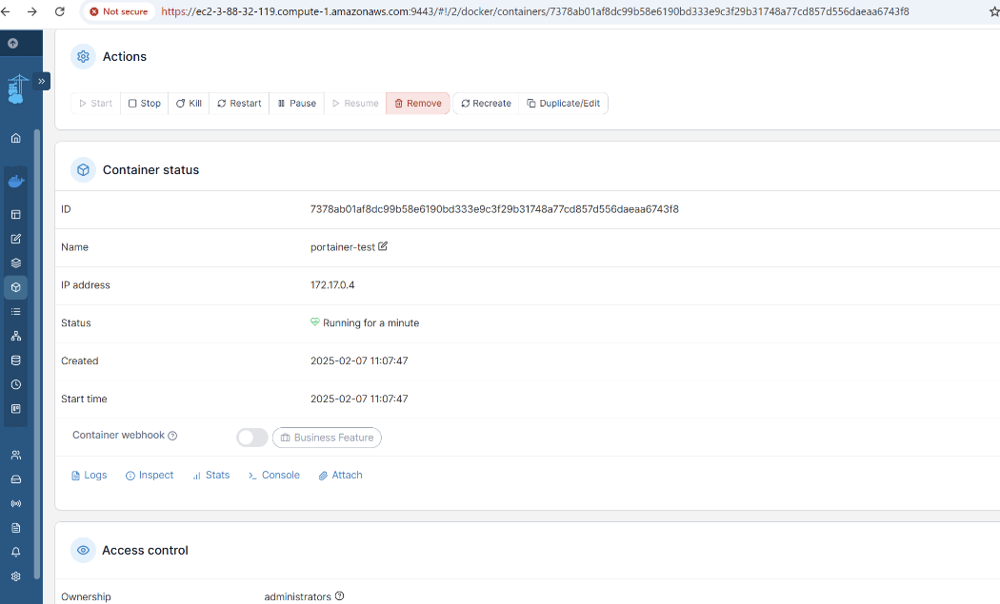 Not secure https://ec2-3-88-32-119.compute-1.amazonaws.com:9443/#!/2/docker/containers/7378ab01af8dc99b58e6190bd333e9c3f29b31748a77cd857d556daeaa6743f8
Actions
Start Stop Kill Restart Pause Resume Remove Recreate Duplicate/Edit
Container status
ID 7378ab01af8dc99b58e6190bd333e9c3f29b31748a77cd857d556daeaa6743f8
Name portainer-test
IP address 172.17.0.4
Status Running for a minute
Created 2025-02-07 11:07:47
Start time 2025-02-07 11:07:47
Container webhook Business Feature
Logs Inspect Stats Console Attach
Access control
Ownership administrators